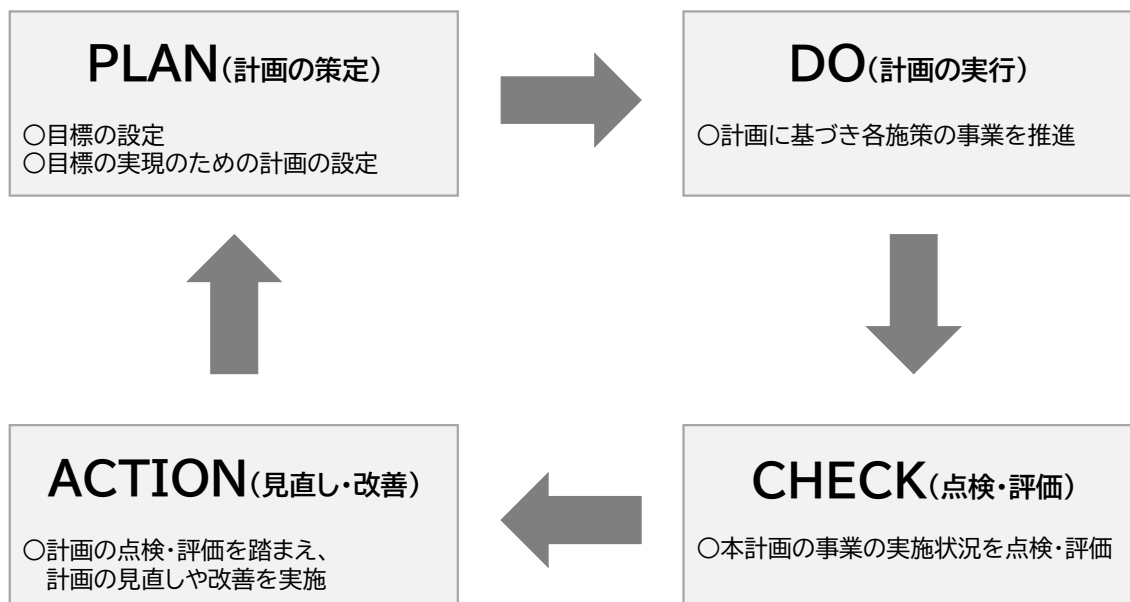 PLAN(計画の策定)
○目標の設定
○目標の実現のための計画の設定
DO(計画の実行)
○計画に基づき各施策の事業を推進
ACTION(見直し・改善)
○計画の点検・評価を踏まえ、
計画の見直しや改善を実施
CHECK(点検・評価)
○本計画の事業の実施状況を点検・評価